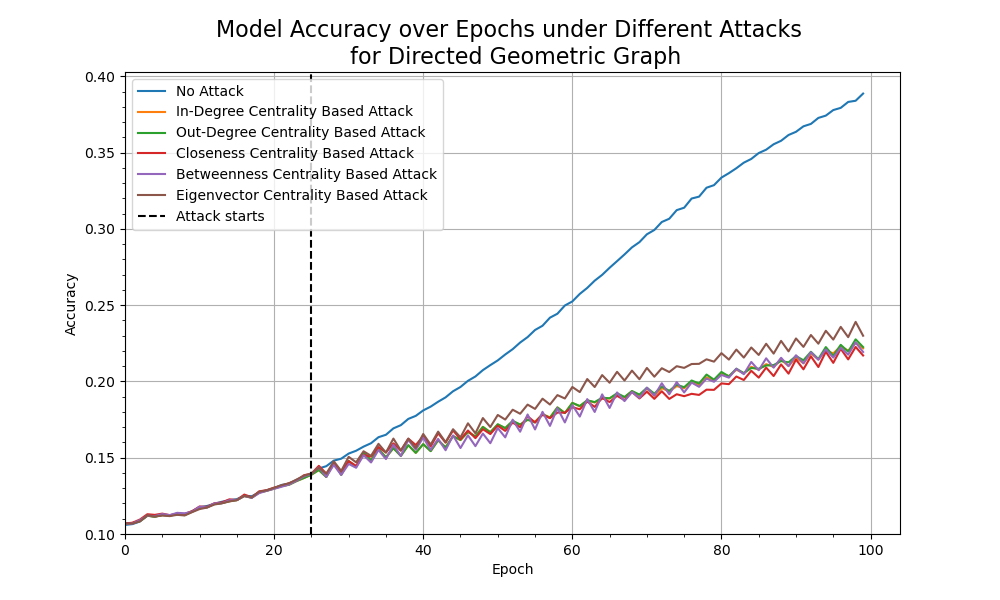 Model Accuracy over Epochs under Different Attacks
for Directed Geometric Graph
0.40
0.35
0.30
0.25
0.20
0.15
0.10
Accuracy
No Attack
In-Degree Centrality Based Attack
Out-Degree Centrality Based Attack
Closeness Centrality Based Attack
Betweenness Centrality Based Attack
Eigenvector Centrality Based Attack
Attack starts
0 20 40 60 80 100
Epoch